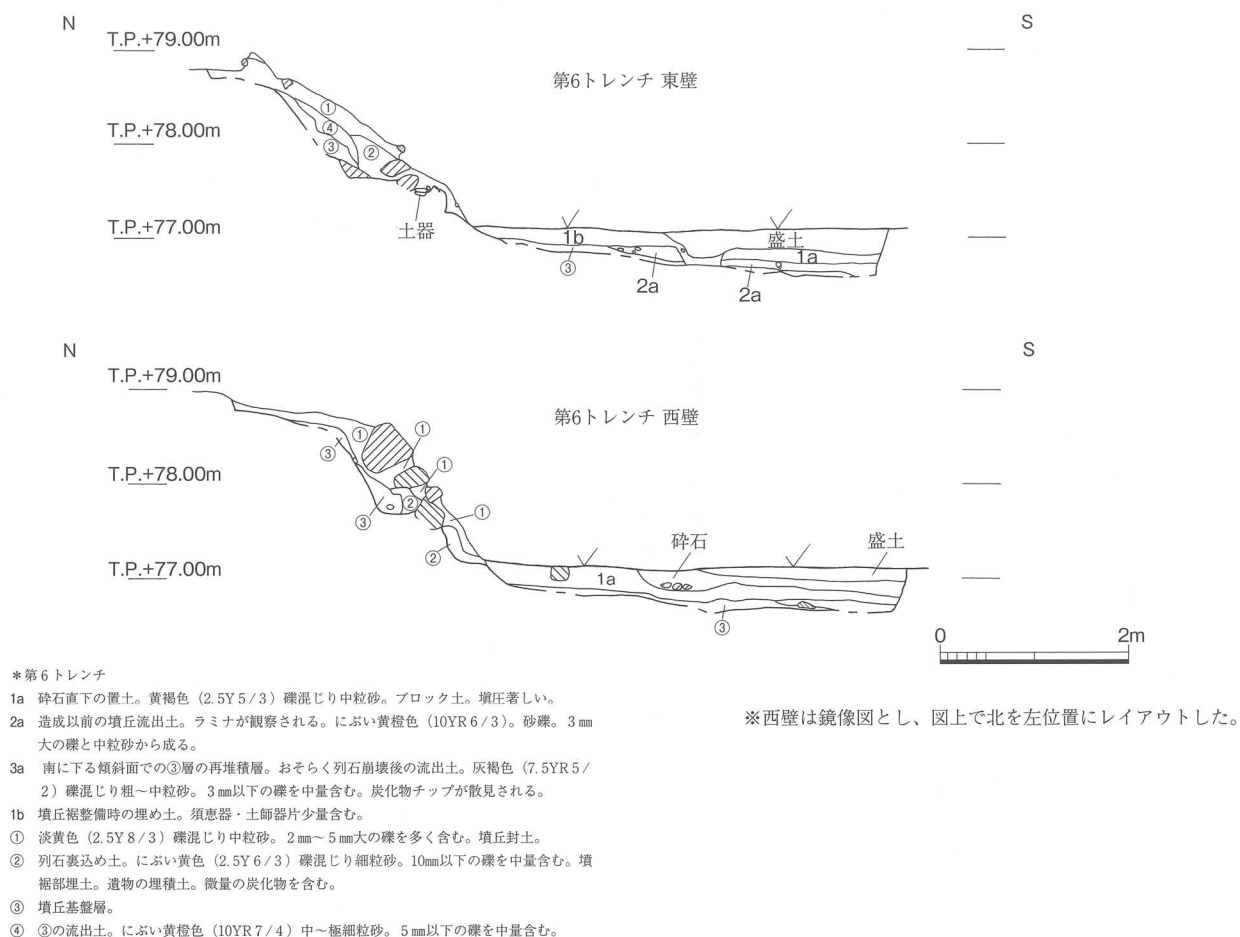 N
S
T.P.+79.00m
第6トレンチ 東壁
①
④
T.P.+78.00m
③
②
土器
T.P.+77.00m
1b
盛土
1a
③
2a
2a
N
S
T.P.+79.00m
第6トレンチ 西壁
①
①
③
①
T.P.+78.00m
②
③
①
②
砕石
盛土
T.P.+77.00m
1a
③
0
2m
*第6トレンチ
1a 砕石直下の置土。黄褐色(2.5Y 5/3)礫混じり中粒砂。ブロック土。塡圧著しい。
2a 造成以前の墳丘流出土。ラミナが観察される。にぶい黄橙色(10YR 6/3)。砂礫。3㎜
大の礫と中粒砂から成る。
3a 南に下る傾斜面での③層の再堆積層。おそらく列石崩壊後の流出土。灰褐色(7.5YR 5/
2)礫混じり粗~中粒砂。3㎜以下の礫を中量含む。炭化物チップが散見される。
1b 墳丘裾整備時の埋め土。須恵器・土師器片少量含む。
① 淡黄色(2.5Y 8/3)礫混じり中粒砂。2㎜~5㎜大の礫を多く含む。墳丘封土。
② 列石裏込め土。にぶい黄色(2.5Y 6/3)礫混じり細粒砂。10㎜以下の礫を中量含む。墳
裾部埋土。遺物の埋積土。微量の炭化物を含む。
③ 墳丘基盤層。
④ ③の流出土。にぶい黄橙色(10YR 7/4)中~極細粒砂。5㎜以下の礫を中量含む。
※西壁は鏡像図とし、図上で北を左位置にレイアウトした。